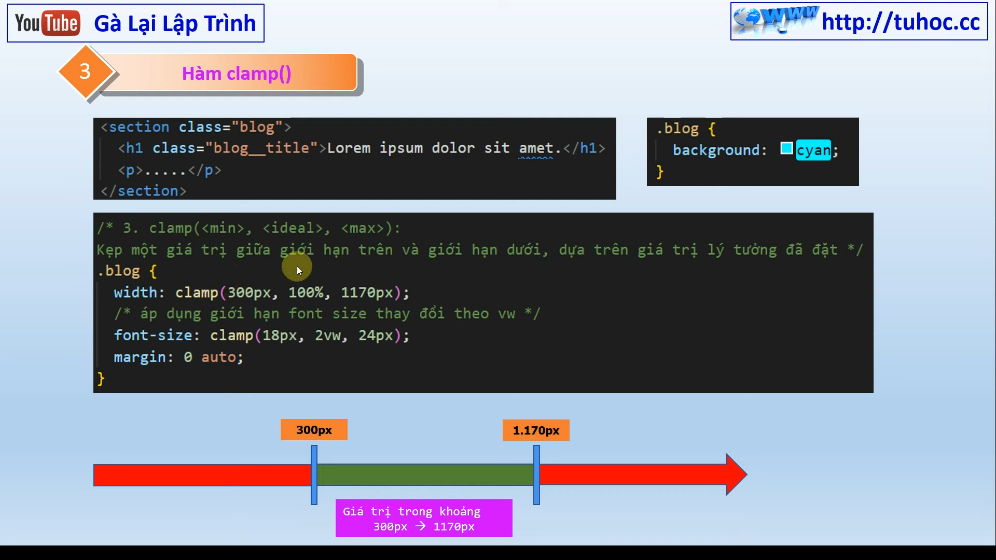 YouTube Gà Lại Lập Trình
www http://tuhoc.cc
3 Hàm clamp()
<section class="blog">
<h1 class="blog__title">Lorem ipsum dolor sit amet.</h1>
<p>.....</p>
</section>
.blog {
background: cyan;
}
/* 3. clamp(<min>, <ideal>, <max>):
Kẹp một giá trị giữa giới hạn trên và giới hạn dưới, dựa trên giá trị lý tưởng đã đặt */
.blog {
width: clamp(300px, 100%, 1170px);
/* áp dụng giới hạn font size thay đổi theo vw */
font-size: clamp(18px, 2vw, 24px);
margin: 0 auto;
}
300px
1.170px
Giá trị trong khoảng
300px → 1170px